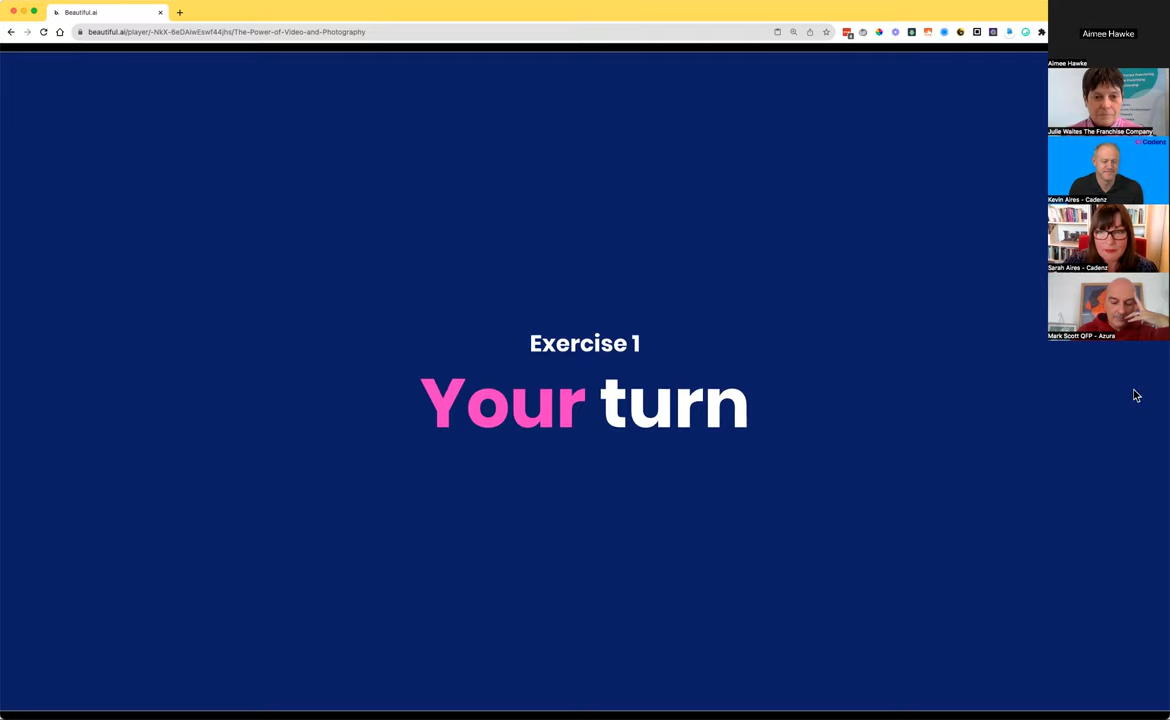 Beautiful.ai
beautiful.ai/player/-NkX-6eDAiwEswf44jhs/The-Power-of-Video-and-Photography
Aimee Hawke
Aimee Hawke
Julie Waites The Franchise Company
Cadenz
Kevin Aires - Cadenz
Sarah Aires - Cadenz
Mark Scott QFP - Azura
Exercise 1
Your turn